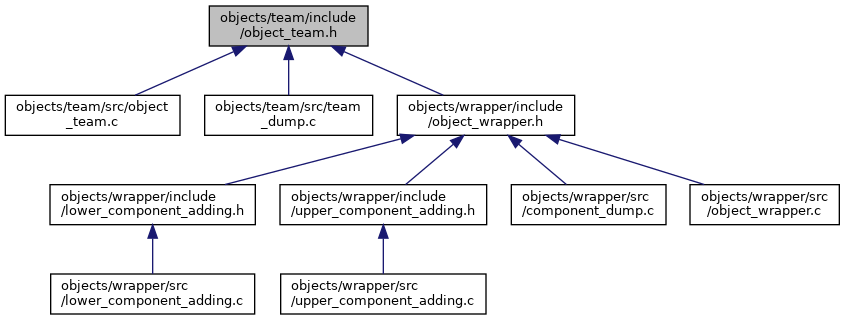 objects/team/include
/object_team.h
objects/team/src/object
_team.c
objects/team/src/team
_dump.c
objects/wrapper/include
/object_wrapper.h
objects/wrapper/include
/lower_component_adding.h
objects/wrapper/include
/upper_component_adding.h
objects/wrapper/src
/component_dump.c
objects/wrapper/src
/object_wrapper.c
objects/wrapper/src
/lower_component_adding.c
objects/wrapper/src
/upper_component_adding.c